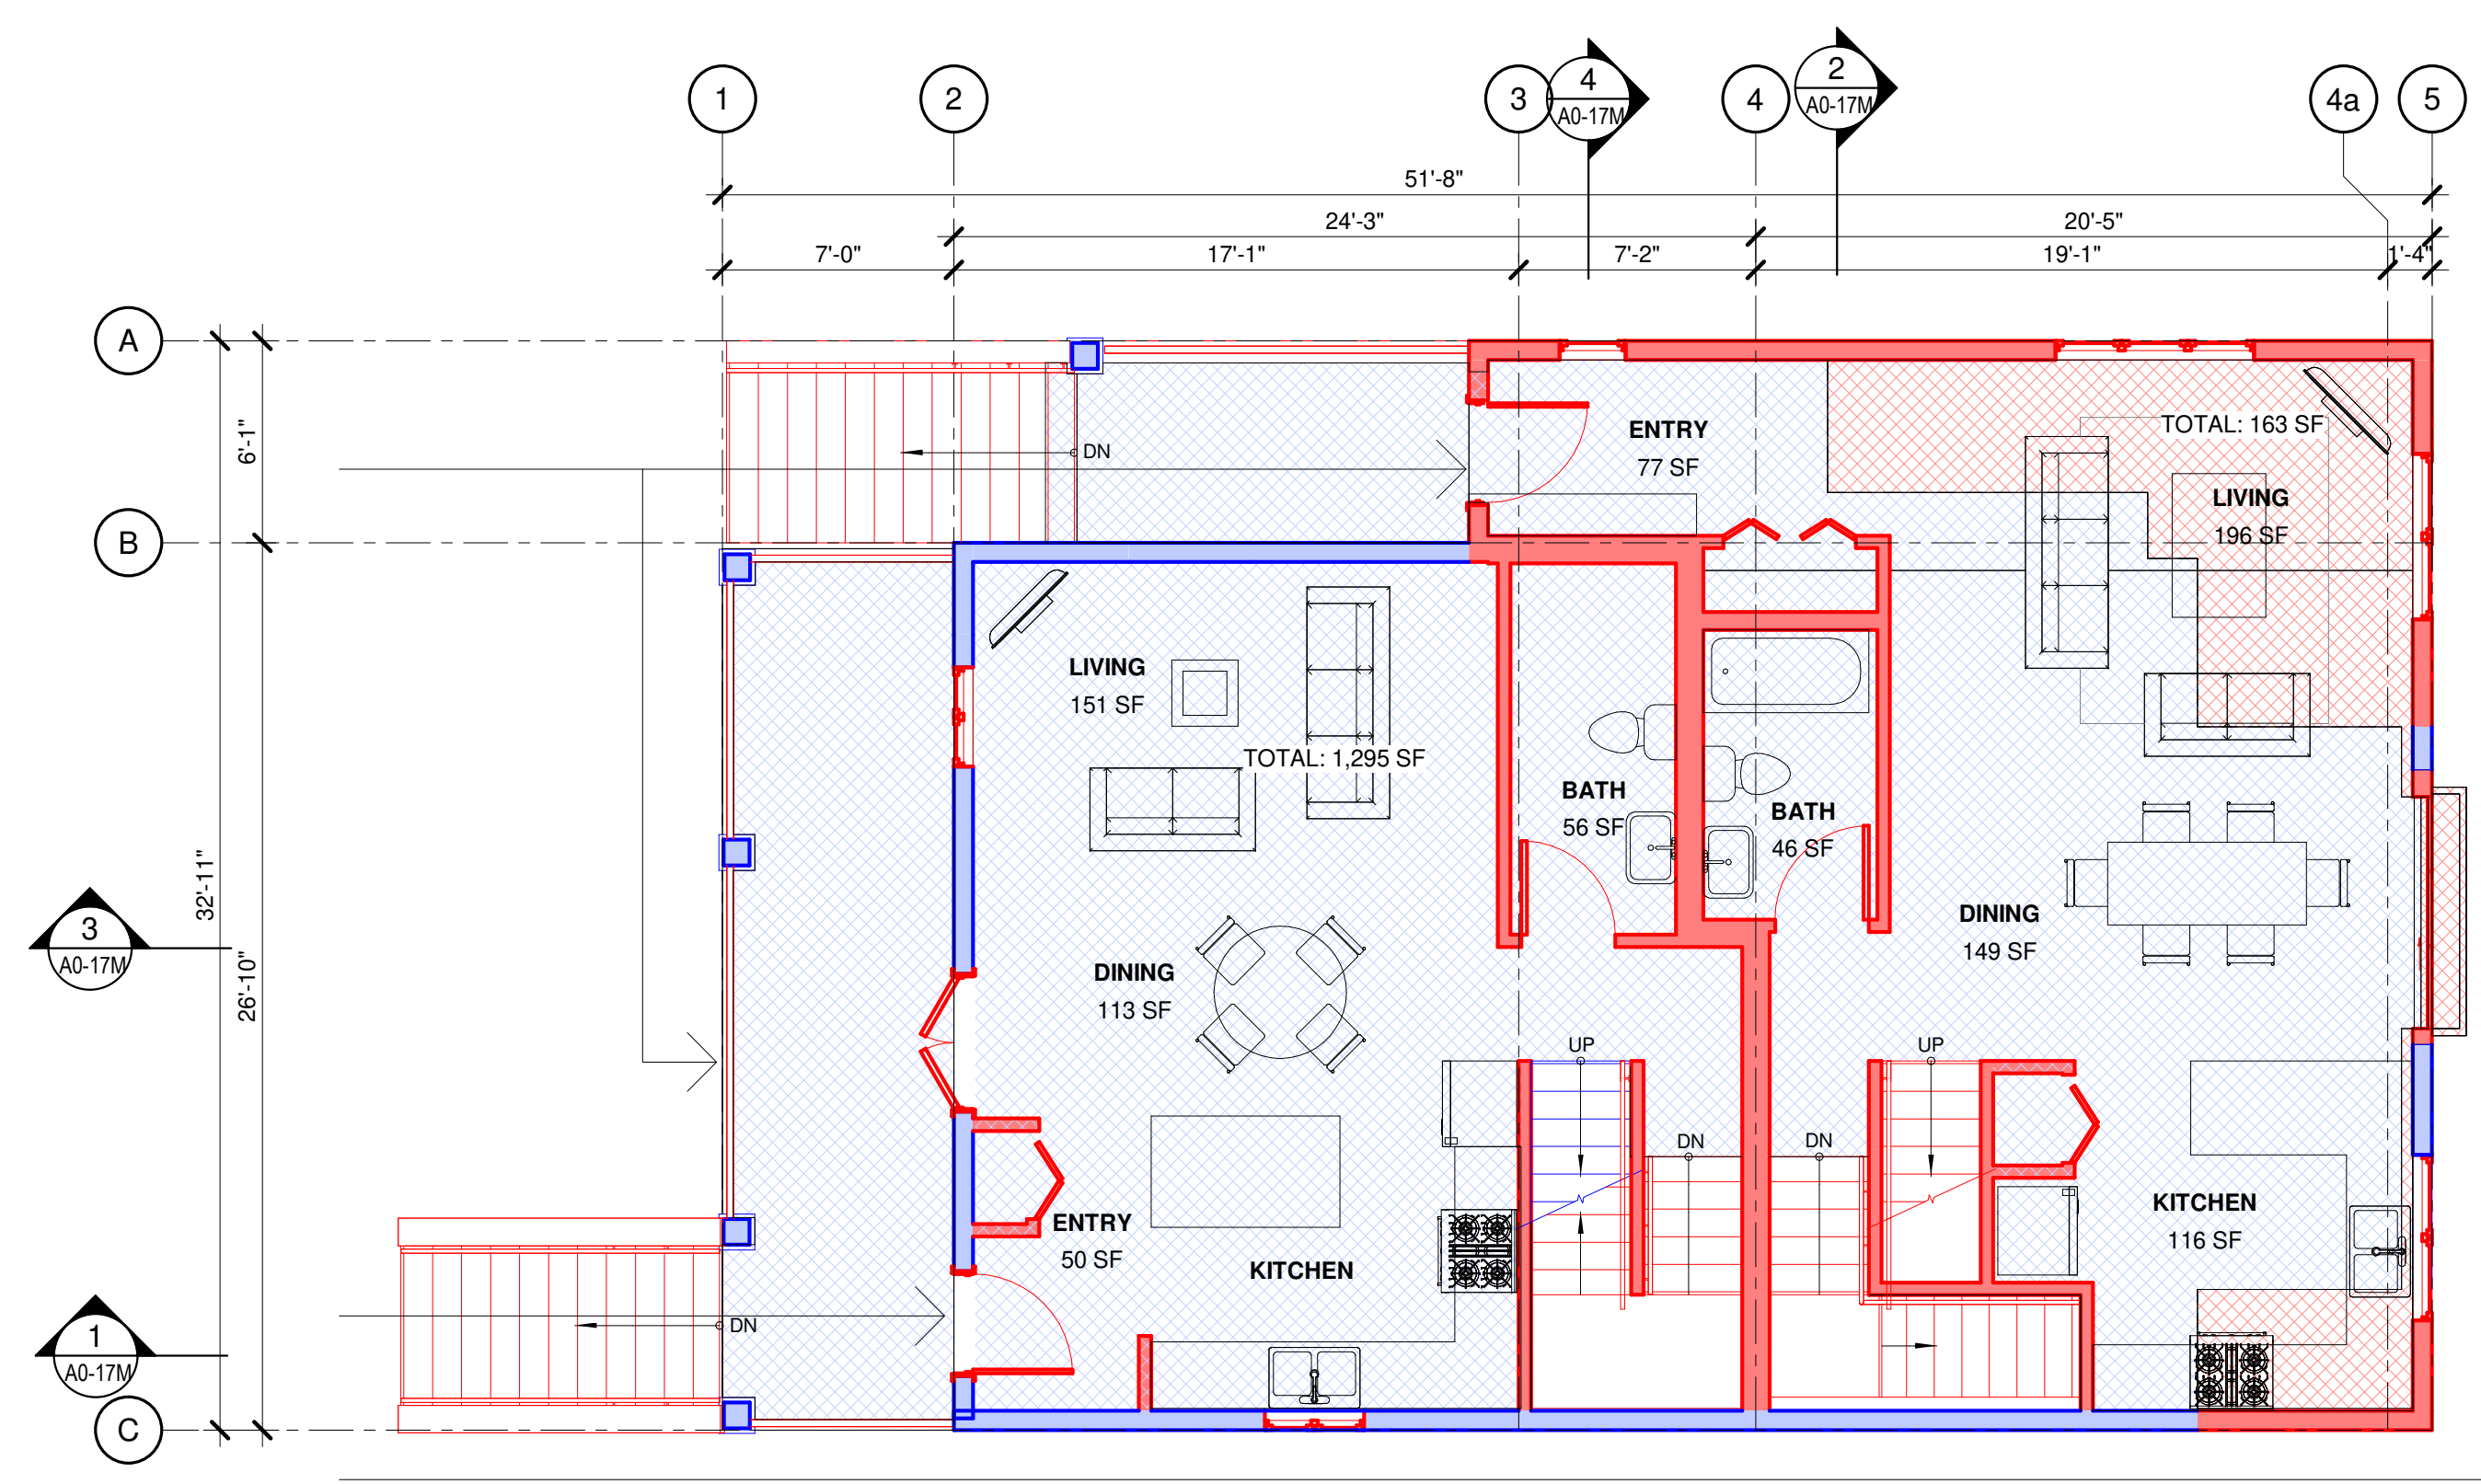 1
2
3
4
A0-17M
4
2
A0-17M
4a
5
51'-8"
24'-3"
20'-5"
7'-0"
17'-1"
7'-2"
19'-1"
1'-4"
A
B
C
6'-1"
32'-11"
26'-10"
3
A0-17M
1
A0-17M
DN
ENTRY
77 SF
TOTAL: 163 SF
LIVING
196 SF
LIVING
151 SF
TOTAL: 1,295 SF
BATH
56 SF
BATH
46 SF
DINING
149 SF
DINING
113 SF
UP
UP
DN
DN
ENTRY
50 SF
KITCHEN
KITCHEN
116 SF
DN